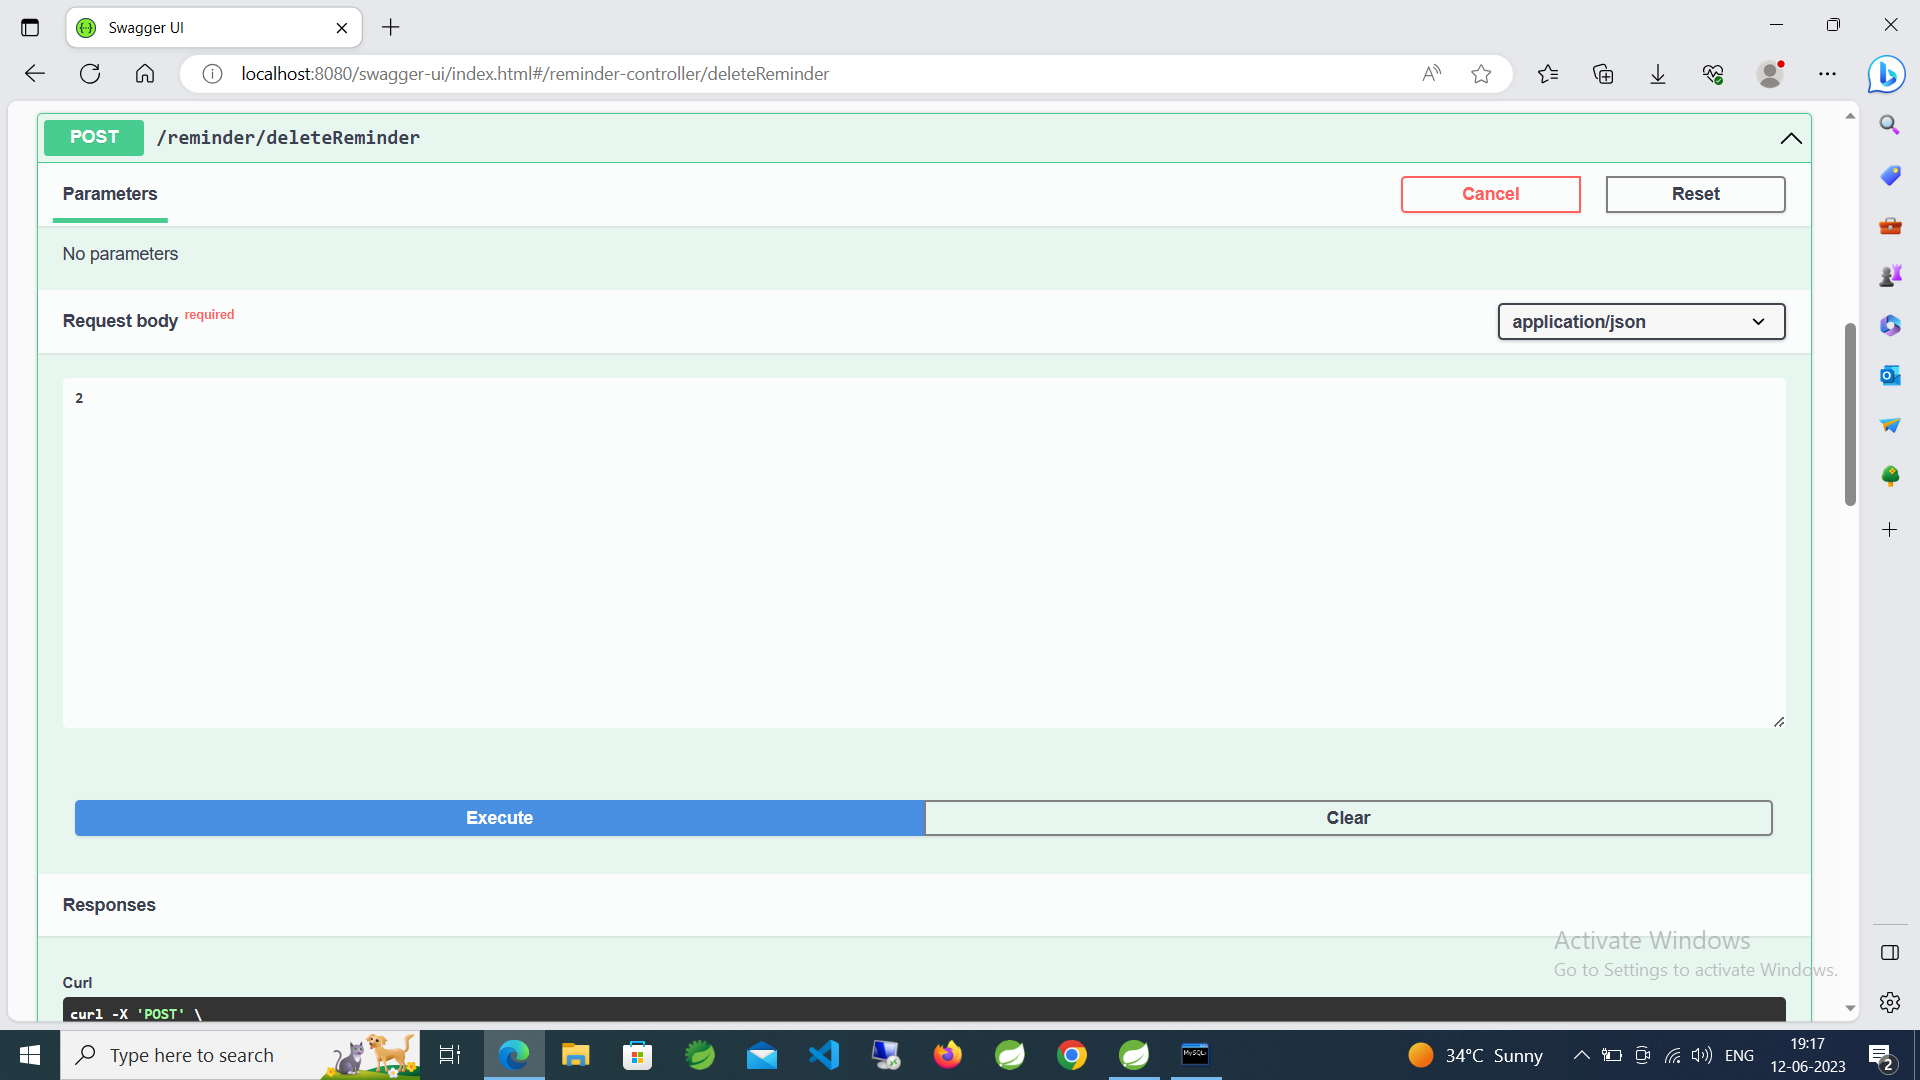 Swagger UI
localhost:8080/swagger-ui/index.html#/reminder-controller/deleteReminder
POST /reminder/deleteReminder
Parameters
Cancel
Reset
No parameters
Request body required
application/json
2
Execute
Clear
Responses
Activate Windows
Go to Settings to activate Windows.
Curl
curl -X 'POST' \
Type here to search
MySQL
34°C Sunny
ENG
19:17
12-06-2023
2